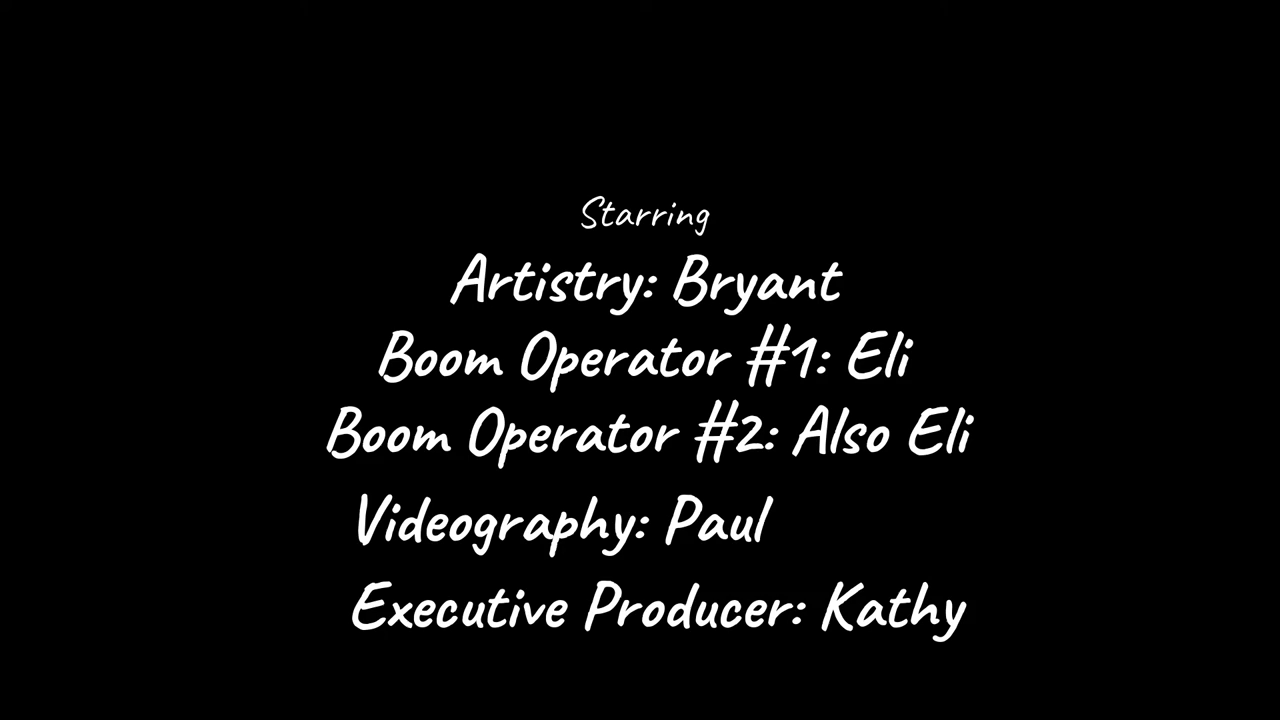 Starring
Artistry: Bryant
Boom Operator #1: Eli
Boom Operator #2: Also Eli
Videography: Paul
Executive Producer: Kathy